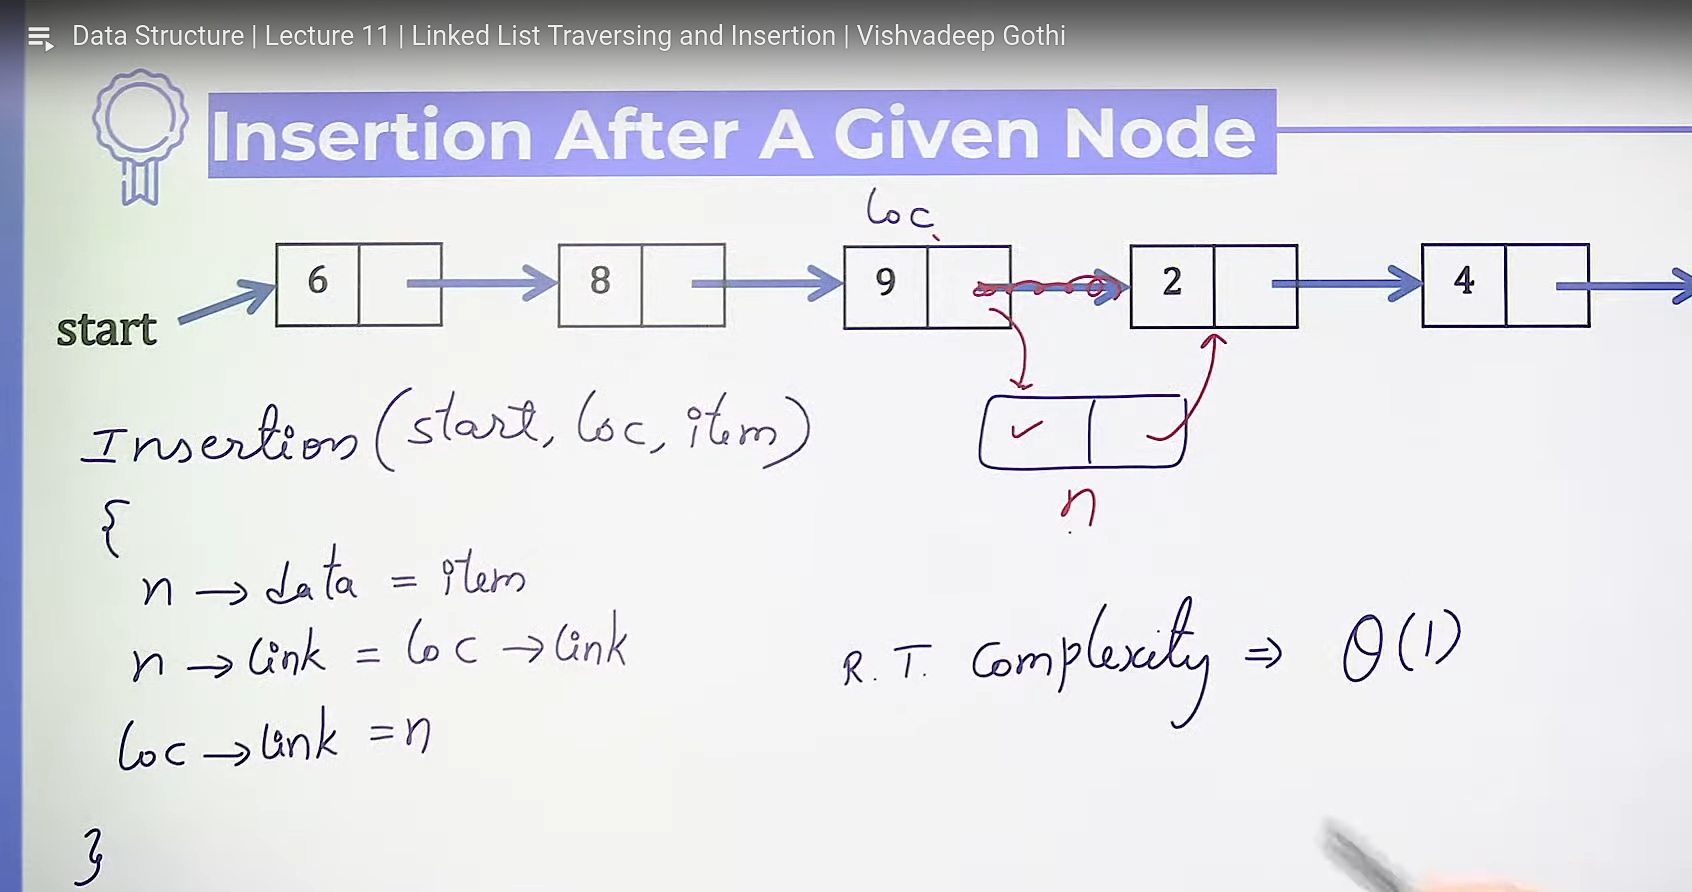 Data Structure | Lecture 11 | Linked List Traversing and Insertion | Vishvadeep Gothi
Insertion After A Given Node
Loc
6 8 9 2 4
start
Insertion (start, Loc, item)
n
{
n → data = item
n → link = Loc → link
R. T. Complexity ⇒ θ(1)
Loc → link = n
}